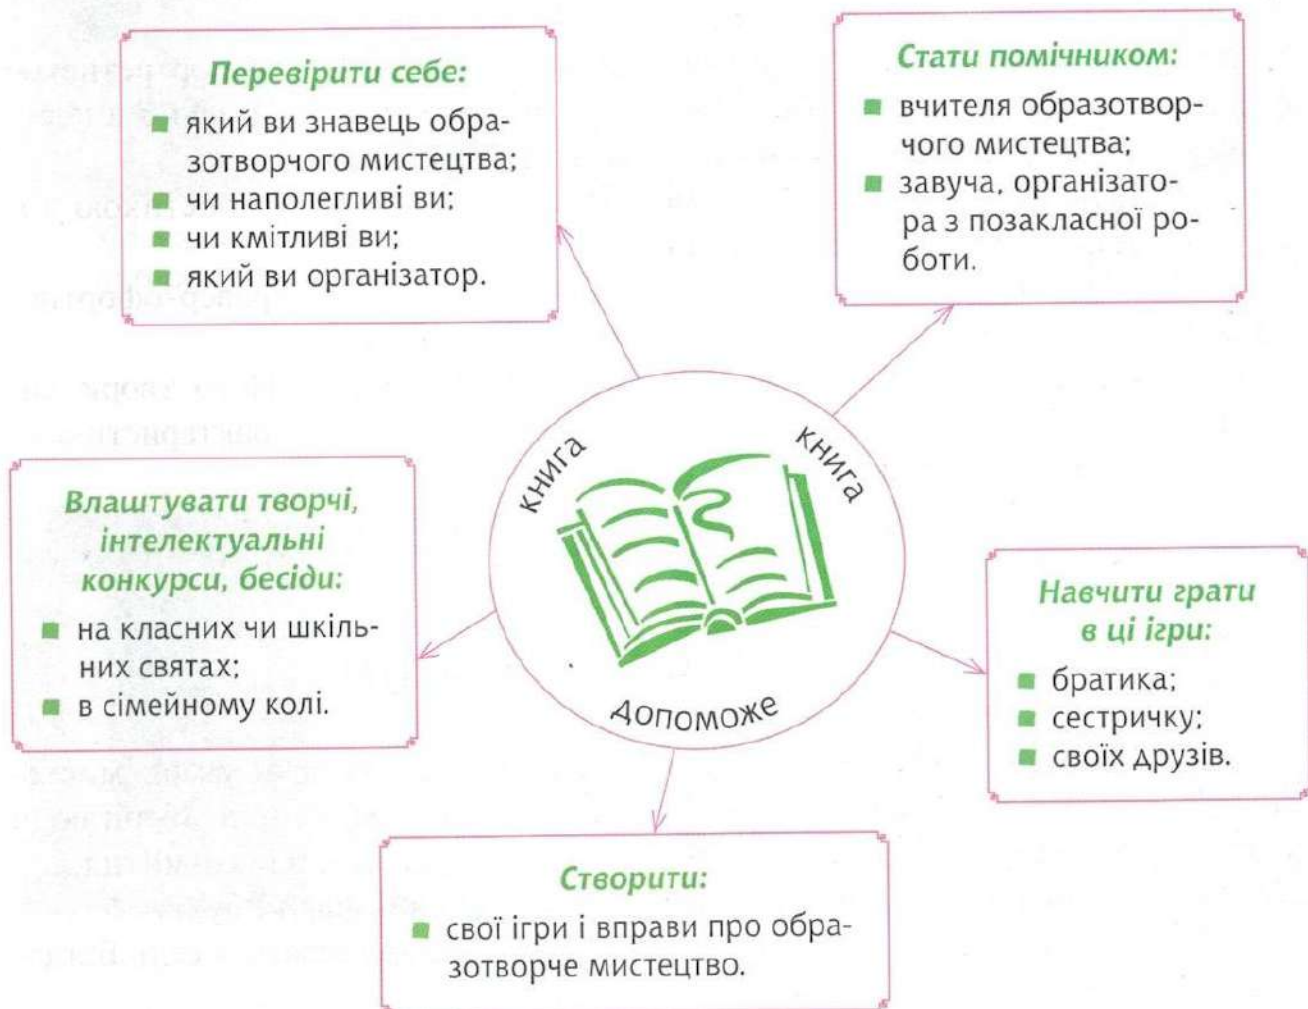 Перевірити себе:
який ви знавець обра-
зотворчого мистецтва;
чи наполегливі ви;
чи кмітливі ви;
який ви організатор.
Стати помічником:
вчителя образотвор-
чого мистецтва;
завуча, організато-
ра з позакласної ро-
боти.
книга
книга
допоможе
Влаштувати творчі,
інтелектуальні
конкурси, бесіди:
на класних чи шкіль-
них святах;
в сімейному колі.
Навчити грати
в ці ігри:
братика;
сестричку;
своїх друзів.
Створити:
свої ігри і вправи про обра-
зотворче мистецтво.